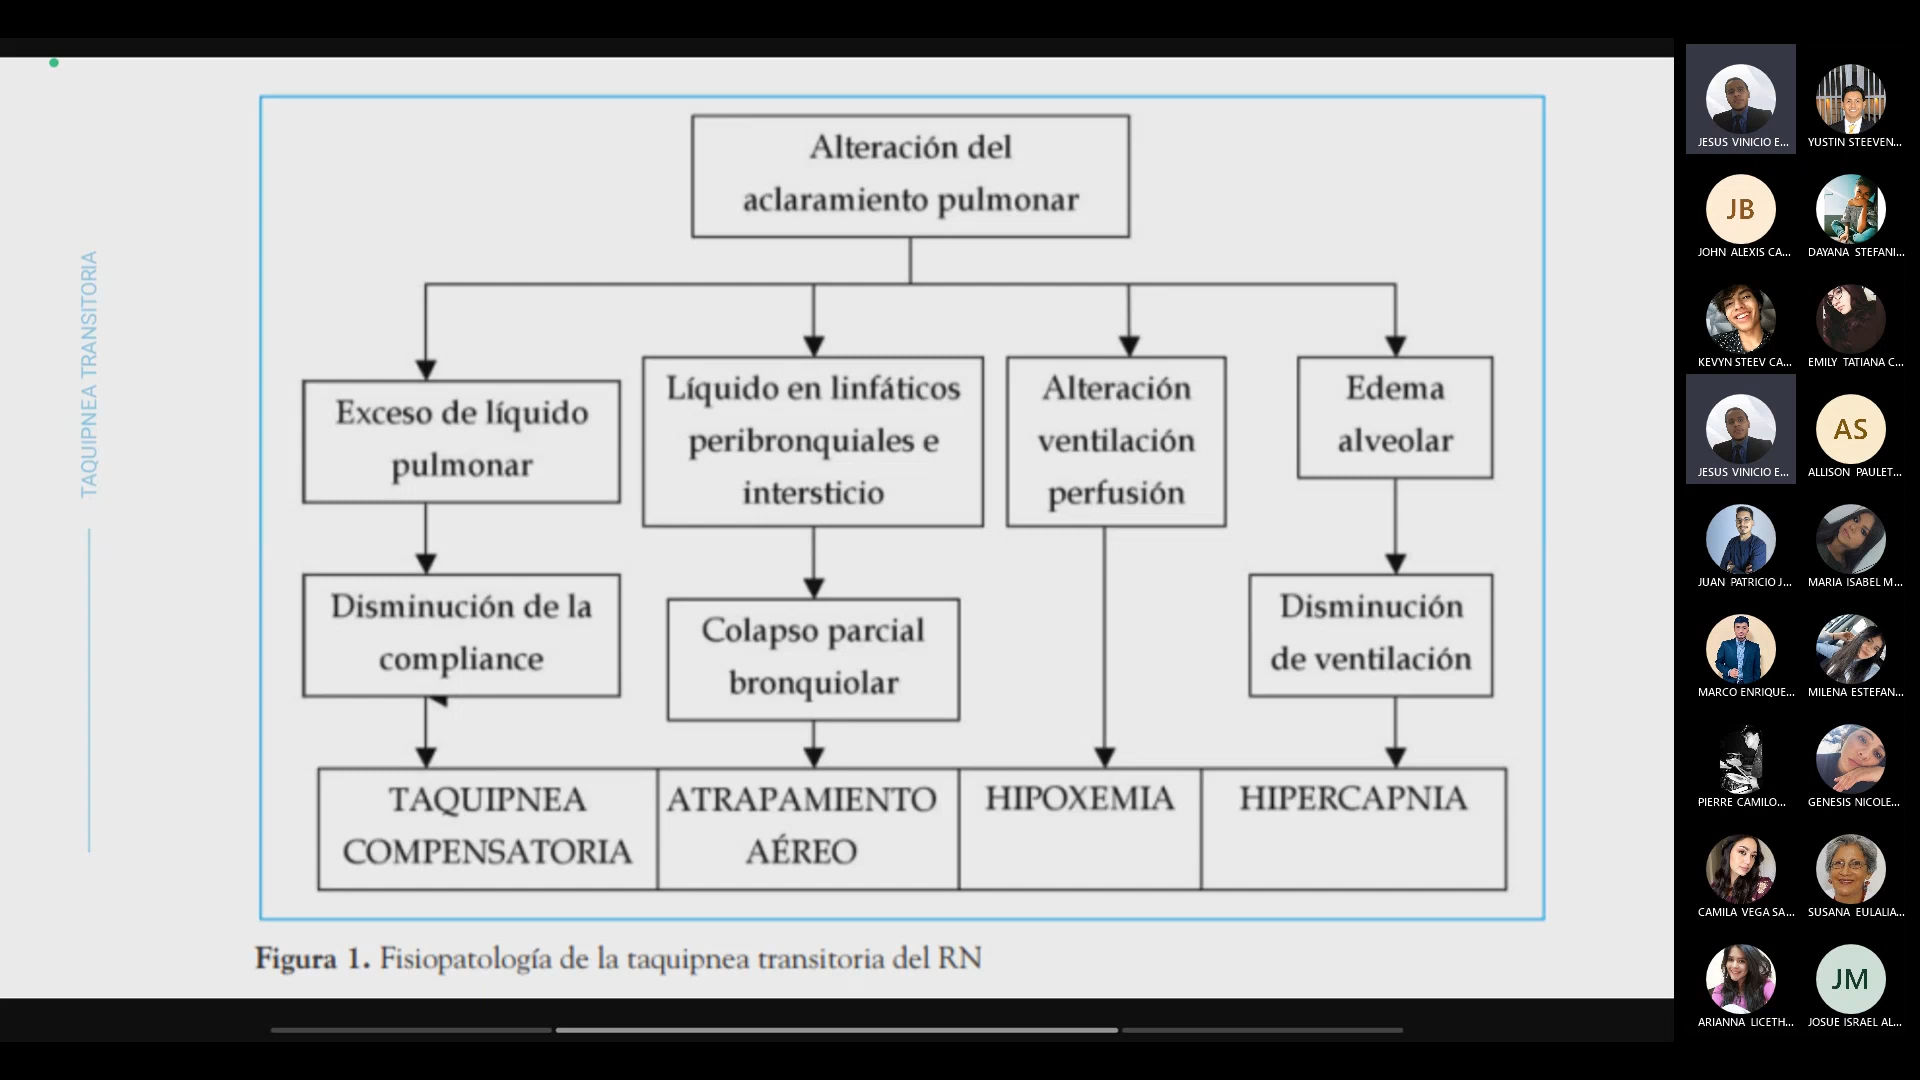 TAQUIPNEA TRANSITORIA
Alteración del
aclaramiento pulmonar
Exceso de líquido
pulmonar
Líquido en linfáticos
peribronquiales e
intersticio
Alteración
ventilación
perfusión
Edema
alveolar
Disminución de la
compliance
Colapso parcial
bronquiolar
Disminución
de ventilación
TAQUIPNEA
COMPENSATORIA
ATRAPAMIENTO
AÉREO
HIPOXEMIA
HIPERCAPNIA
Figura 1. Fisiopatología de la taquipnea transitoria del RN
JESUS VINICIO E...
YUSTIN STEEVEN...
JB
JOHN ALEXIS CA...
DAYANA STEFANI...
KEVYN STEEV CA...
EMILY TATIANA C...
JESUS VINICIO E...
AS
ALLISON PAULET...
JUAN PATRICIO J...
MARIA ISABEL M...
MARCO ENRIQUE...
MILENA ESTEFAN...
PIERRE CAMILO...
GENESIS NICOLE...
CAMILA VEGA SA...
SUSANA EULALIA...
ARIANNA LICETH...
JM
JOSUE ISRAEL AL...